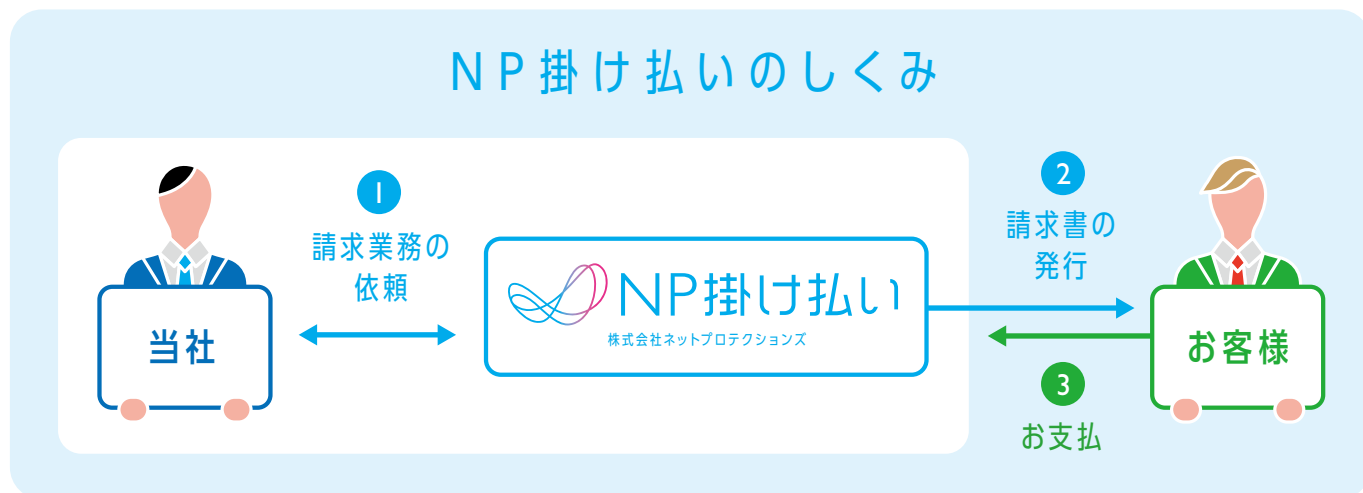 NP掛け払いのしくみ
1
請求業務の
依頼
当社
NP掛け払い
株式会社ネットプロテクションズ
2
請求書の
発行
3
お支払
お客様